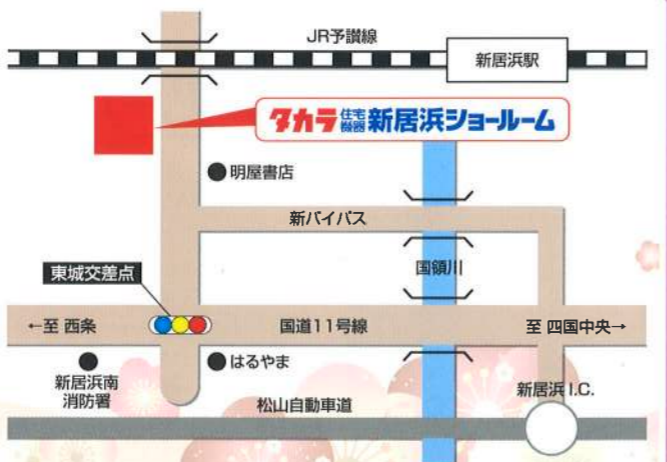 JR予讃線
新居浜駅
タカラ住宅機器新居浜ショールーム
明屋書店
新バイパス
国領川
東城交差点
←至 西条
国道11号線
至 四国中央→
新居浜南
消防署
はるやま
松山自動車道
新居浜 I.C.